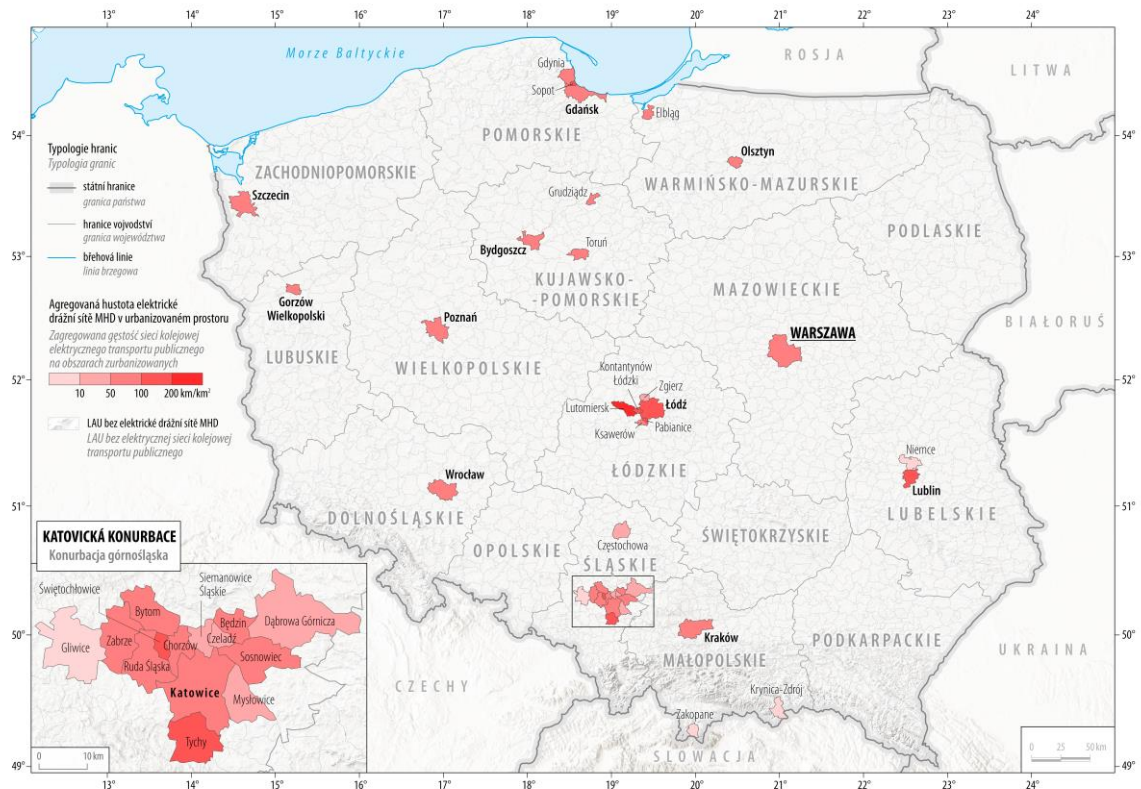 13° 14° 15° 16° 17° 18° 19° 20° 21° 22° 23° 24°
Morze Bałtyckie
ROSJA
LITWA
Gdynia
Sopot
Gdańsk
Elbląg
54°
54°
POMORSKIE
Typologie hranic
Typologia granic
státní hranice
granica państwa
hranice vojvodství
granica województwa
břehová linie
linia brzegowa
ZACHODNIOPOMORSKIE
Olsztyn
WARMIŃSKO-MAZURSKIE
Szczecin
Grudziądz
PODLASKIE
Bydgoszcz
Toruń
53°
53°
KUJAWSKO-
-POMORSKIE
MAZOWIECKIE
Gorzów
Wielkopolski
Agregovaná hustota elektrické
drážní sítě MHD v urbanizovaném prostoru
Zagregowana gęstość sieci kolejowej
elektrycznego transportu publicznego
na obszarach zurbanizowanych
10 50 100 200 km/km²
LAU bez elektrické drážní sítě MHD
LAU bez elektrycznej sieci kolejowej
transportu publicznego
Poznań
WARSZAWA
BIAŁORUŚ
LUBUSKIE
WIELKOPOLSKIE
52°
52°
Kontantynów
Łódzki
Zgierz
Lutomiersk
Łódź
Ksawerów
Pabianice
Niemce
ŁÓDZKIE
Wrocław
Lublin
51°
51°
DOLNOŚLĄSKIE
LUBELSKIE
OPOLSKIE
Częstochowa
ŚLĄSKIE
ŚWIĘTOKRZYSKIE
KATOVICKÁ KONURBACE
Konurbacja górnośląska
Świętochłowice
Siemanowice
Śląskie
Bytom
Będzin
Dąbrowa Górnicza
Gliwice
Zabrze
Chorzów
Czeladź
Ruda Śląska
Sosnowiec
Katowice
Mysłowice
Tychy
0 10 km
50°
50°
Kraków
MAŁOPOLSKIE
PODKARPACKIE
UKRAINA
CZECHY
Krynica-Zdrój
Zakopane
SŁOWACJA
0 25 50 km
49°
49°
13° 14° 15° 16° 17° 18° 19° 20° 21° 22° 23° 24°